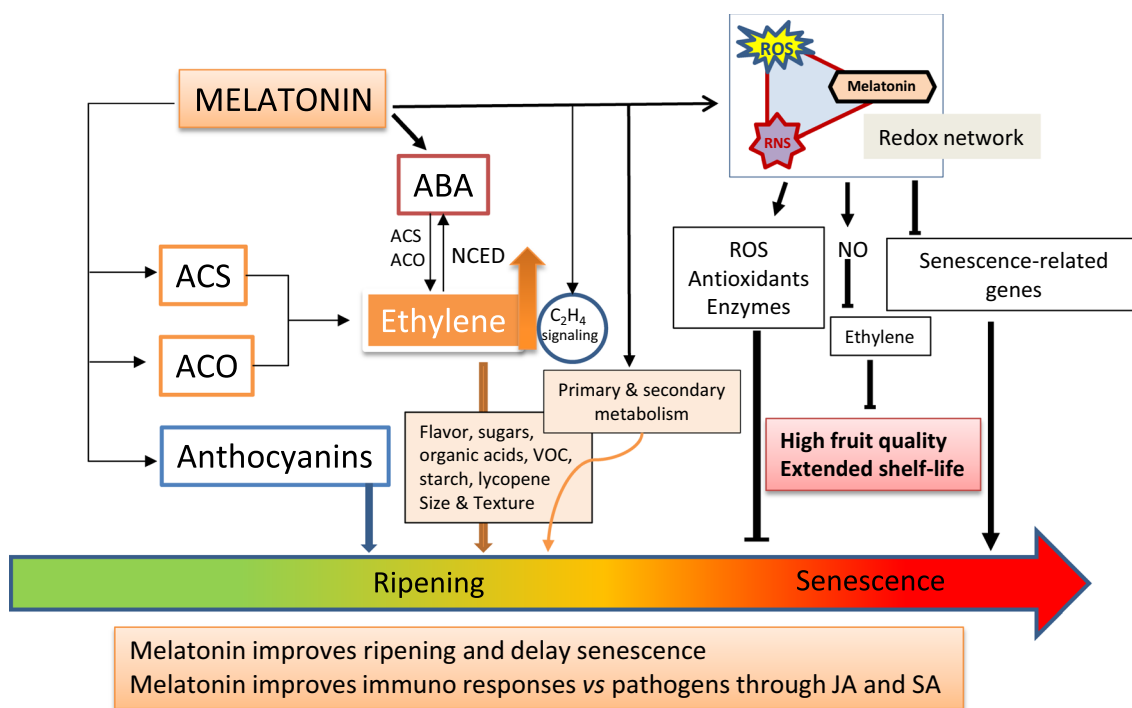 ROS
Melatonin
RNS
Redox network
MELATONIN
ABA
ACS
ACO
NCED
ACS
ACO
Ethylene
C₂H₄
signaling
ROS
Antioxidants
Enzymes
NO
Senescence-related
genes
Ethylene
Primary & secondary
metabolism
Anthocyanins
Flavor, sugars,
organic acids, VOC,
starch, lycopene
Size & Texture
High fruit quality
Extended shelf-life
Ripening
Senescence
Melatonin improves ripening and delay senescence
Melatonin improves immuno responses vs pathogens through JA and SA